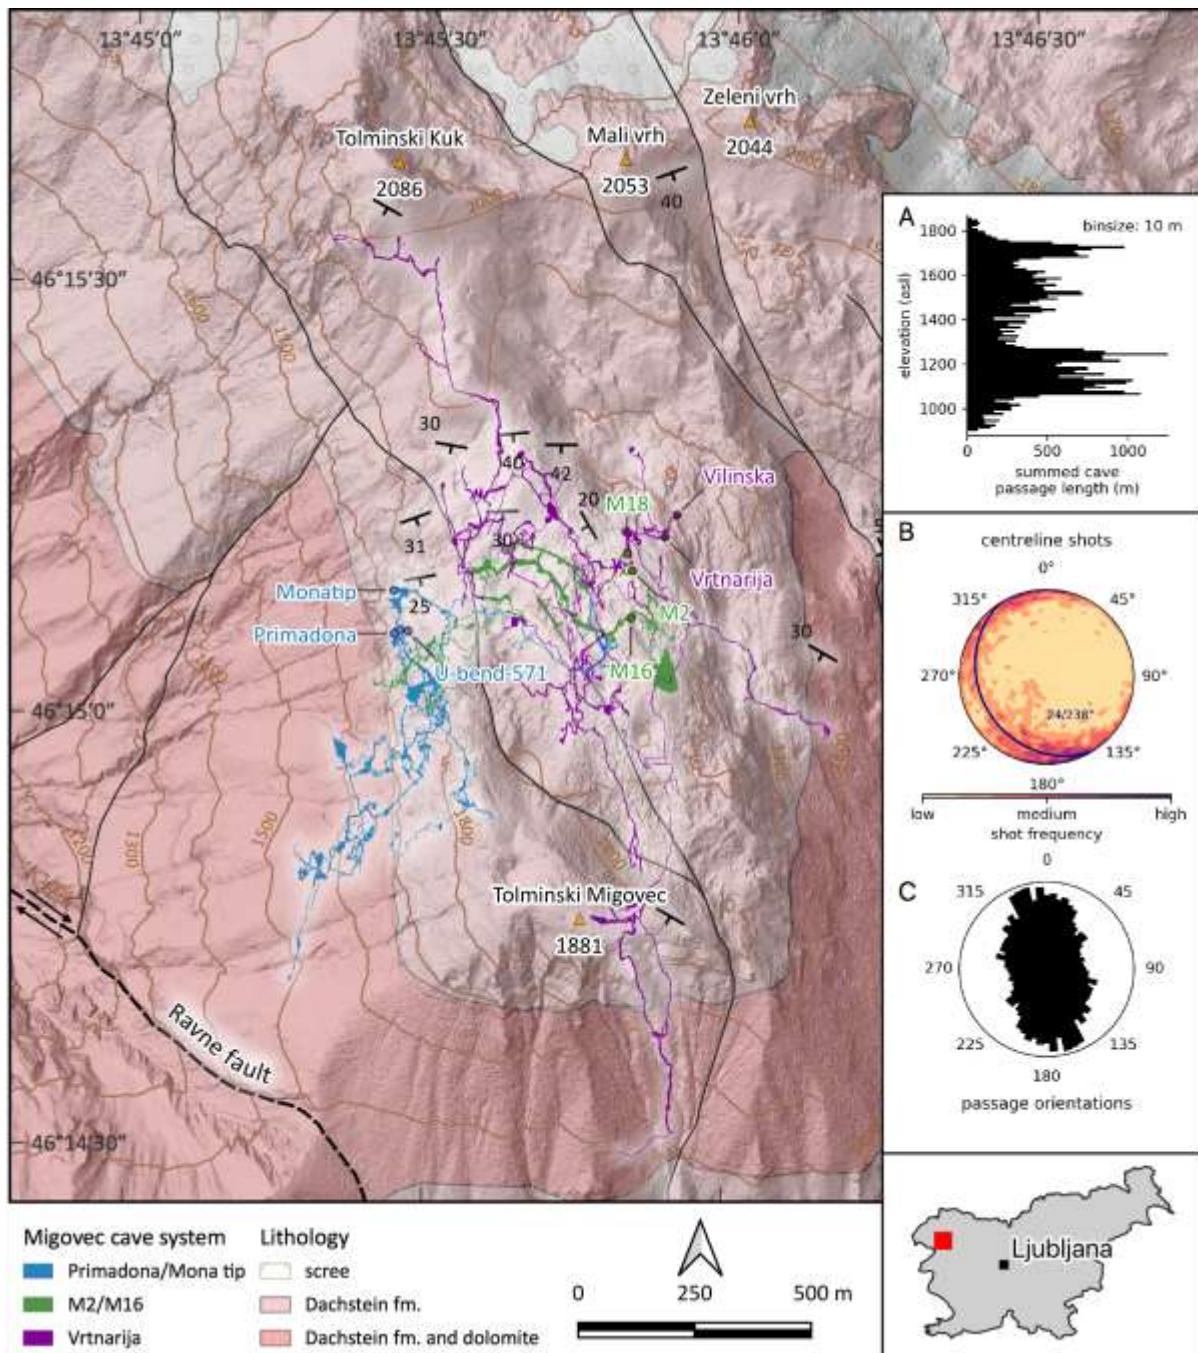 13°45'0"
13°45'30"
13°46'0"
13°46'30"
Zeleni vrh
2044
Tolminski Kuk
2086
Mali vrh
2053
40
46°15'30"
30
40
42
20
Vilinska
M18
31
30
Vrtnarija
Monatip
25
M2
Primadona
U-bend-571
M16
30
46°15'0"
1300
1500
1800
Tolminski Migovec
1881
Ravne fault
46°14'30"
A
binsize: 10 m
1800
1600
1400
1200
1000
elevation (asl)
0
500
1000
summed cave
passage length (m)
B
centreline shots
0°
315°
45°
270°
90°
24/238°
225°
135°
180°
low
medium
high
shot frequency
C
0
315
45
270
90
225
135
180
passage orientations
Ljubljana
Migovec cave system
Primadona/Mona tip
M2/M16
Vrtnarija
Lithology
scree
Dachstein fm.
Dachstein fm. and dolomite
0
250
500 m